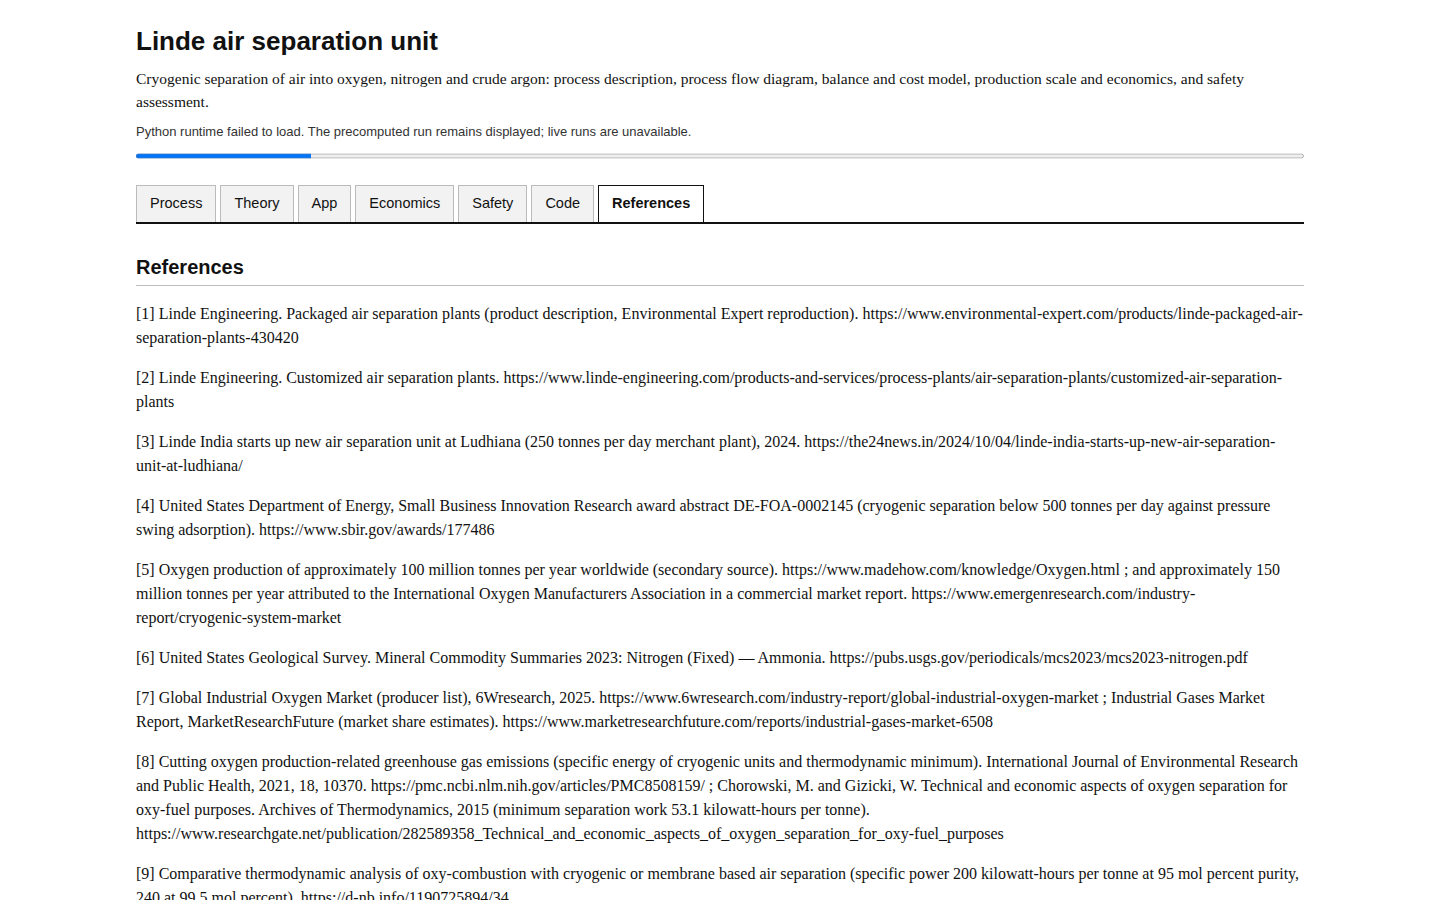 Linde air separation unit
Cryogenic separation of air into oxygen, nitrogen and crude argon: process description, process flow diagram, balance and cost model, production scale and economics, and safety
assessment.
Python runtime failed to load. The precomputed run remains displayed; live runs are unavailable.
Process Theory App Economics Safety Code References
References
[1] Linde Engineering. Packaged air separation plants (product description, Environmental Expert reproduction). https://www.environmental-expert.com/products/linde-packaged-air-
separation-plants-430420
[2] Linde Engineering. Customized air separation plants. https://www.linde-engineering.com/products-and-services/process-plants/air-separation-plants/customized-air-separation-
plants
[3] Linde India starts up new air separation unit at Ludhiana (250 tonnes per day merchant plant), 2024. https://the24news.in/2024/10/04/linde-india-starts-up-new-air-separation-
unit-at-ludhiana/
[4] United States Department of Energy, Small Business Innovation Research award abstract DE-FOA-0002145 (cryogenic separation below 500 tonnes per day against pressure
swing adsorption). https://www.sbir.gov/awards/177486
[5] Oxygen production of approximately 100 million tonnes per year worldwide (secondary source). https://www.madehow.com/knowledge/Oxygen.html ; and approximately 150
million tonnes per year attributed to the International Oxygen Manufacturers Association in a commercial market report. https://www.emergenresearch.com/industry-
report/cryogenic-system-market
[6] United States Geological Survey. Mineral Commodity Summaries 2023: Nitrogen (Fixed) — Ammonia. https://pubs.usgs.gov/periodicals/mcs2023/mcs2023-nitrogen.pdf
[7] Global Industrial Oxygen Market (producer list), 6Wresearch, 2025. https://www.6wresearch.com/industry-report/global-industrial-oxygen-market ; Industrial Gases Market
Report, MarketResearchFuture (market share estimates). https://www.marketresearchfuture.com/reports/industrial-gases-market-6508
[8] Cutting oxygen production-related greenhouse gas emissions (specific energy of cryogenic units and thermodynamic minimum). International Journal of Environmental Research
and Public Health, 2021, 18, 10370. https://pmc.ncbi.nlm.nih.gov/articles/PMC8508159/ ; Chorowski, M. and Gizicki, W. Technical and economic aspects of oxygen separation for
oxy-fuel purposes. Archives of Thermodynamics, 2015 (minimum separation work 53.1 kilowatt-hours per tonne).
https://www.researchgate.net/publication/282589358_Technical_and_economic_aspects_of_oxygen_separation_for_oxy-fuel_purposes
[9] Comparative thermodynamic analysis of oxy-combustion with cryogenic or membrane based air separation (specific power 200 kilowatt-hours per tonne at 95 mol percent purity,
240 at 99.5 mol percent). https://d-nb.info/1190725894/34